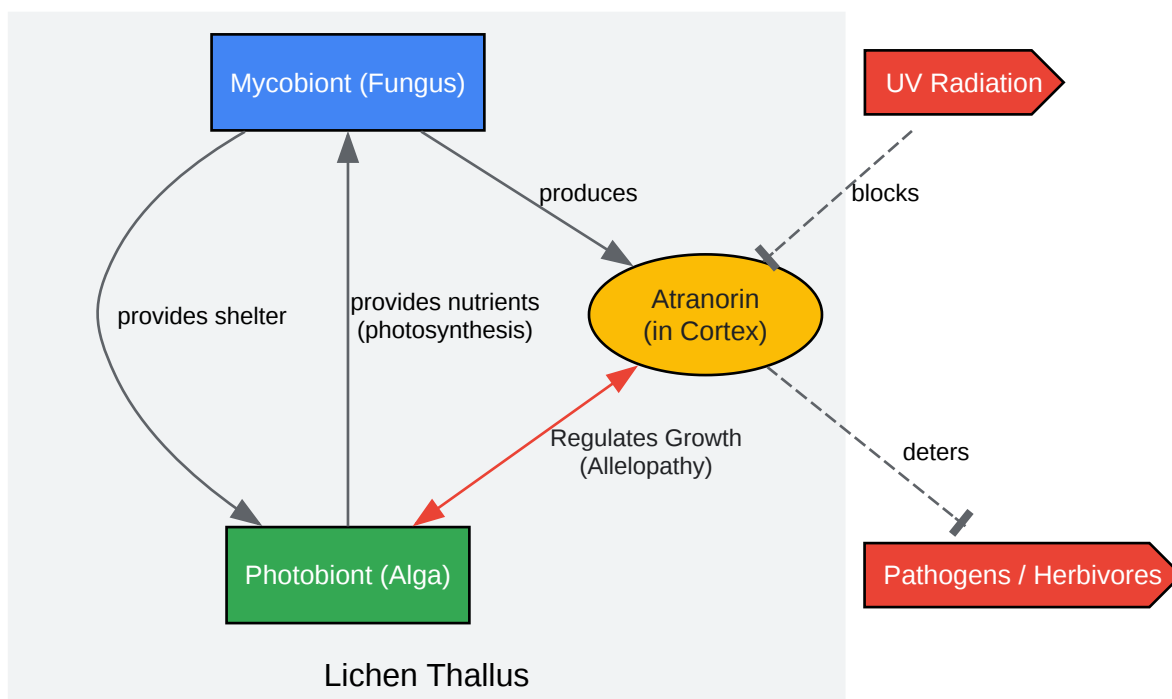 Mycobiont (Fungus)
UV Radiation
produces
blocks
provides shelter
provides nutrients
(photosynthesis)
Atranorin
(in Cortex)
Regulates Growth
(Allelopathy)
deters
Photobiont (Alga)
Pathogens / Herbivores
Lichen Thallus